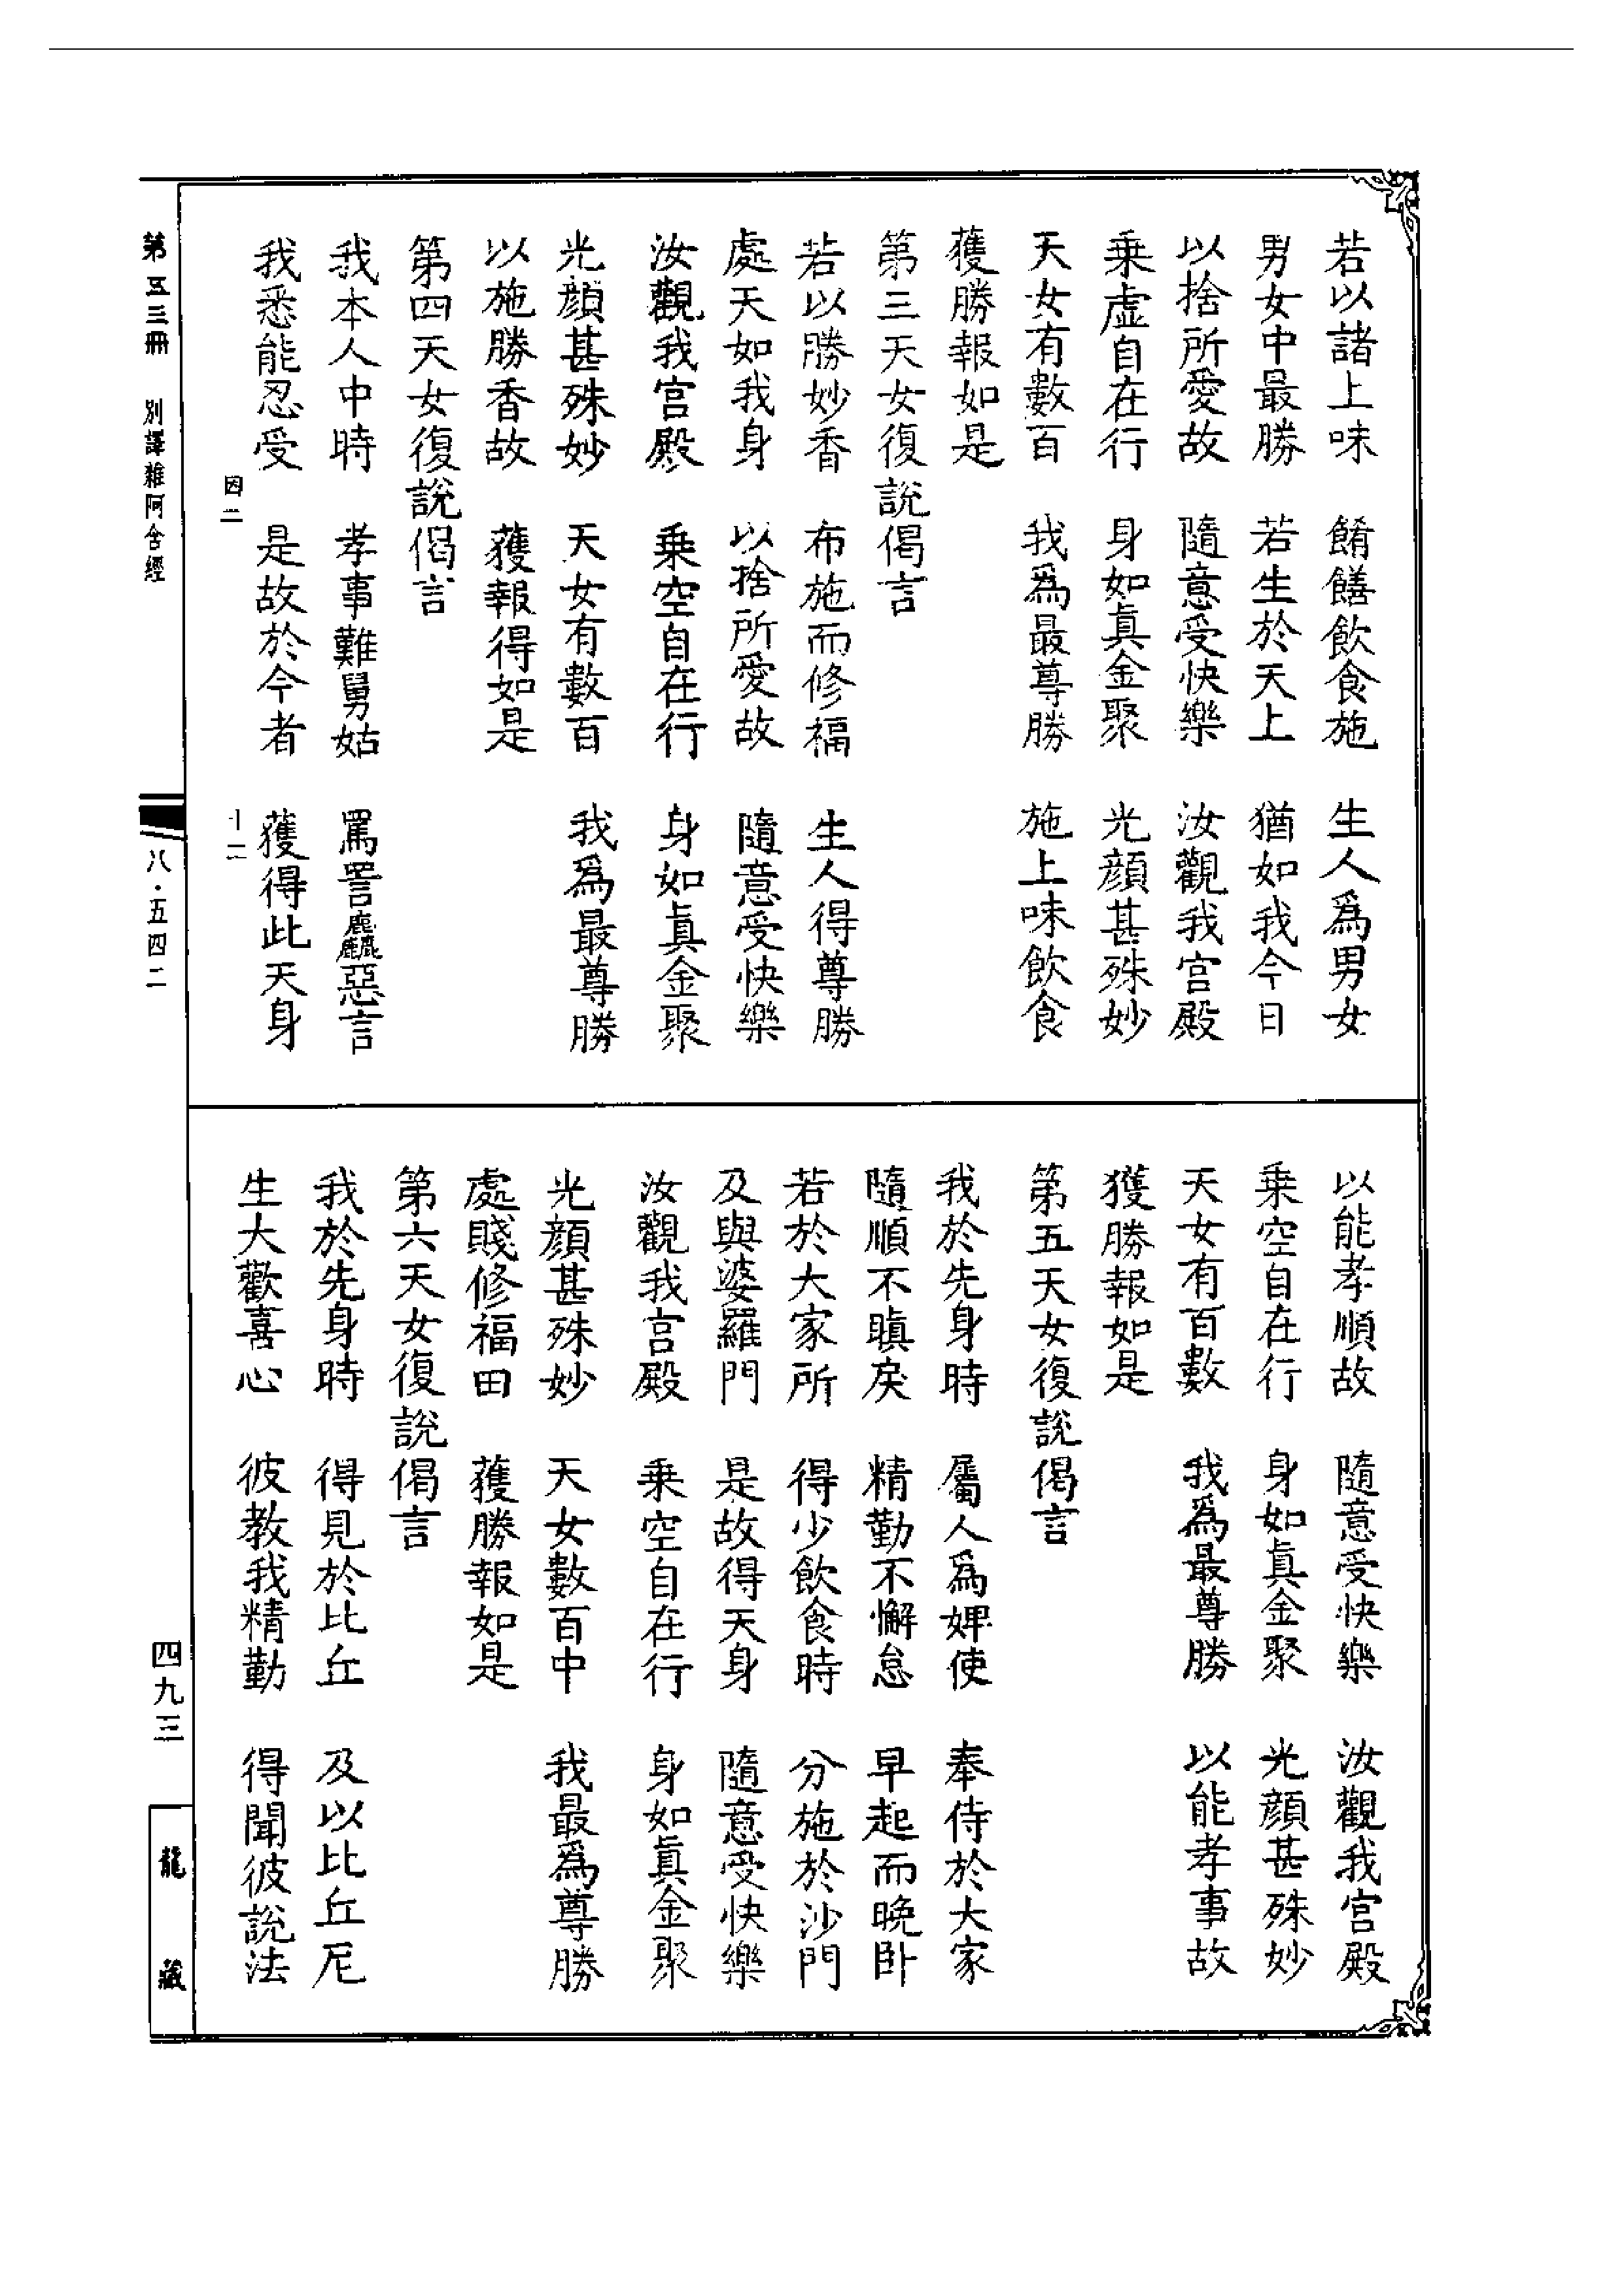 若以諸上味　餚饍飲食施　生人爲男女
男女中最勝　若生於天上　猶如我今日
以捨所愛故　隨意受快樂　汝觀我宮殿
乘虛自在行　身如眞金聚　光顏甚殊妙
天女有數百　我爲最尊勝　施上味飲食
獲勝報如是
第三天女復說偈言
若以勝妙香　布施而修福　生人得尊勝
處天如我身　以捨所愛故　隨意受快樂
汝觀我宮殿　乘空自在行　身如眞金聚
光顏甚殊妙　天女有數百　我爲最尊勝
以施勝香故　獲報得如是
第四天女復說偈言
我本人中時　孝事難舅姑　罵詈麤惡言
我悉能忍受　是故於今者　獲得此天身
以能孝順故　隨意受快樂　汝觀我宮殿
乘空自在行　身如眞金聚　光顏甚殊妙
天女有百數　我爲最尊勝　以能孝事故
獲勝報如是
第五天女復說偈言
我於先身時　屬人爲婢使　奉侍於大家
隨順不瞋戾　精勤不懈怠　早起而晚卧
若於大家所　得少飲食時　分施於沙門
及與婆羅門　是故得天身　隨意受快樂
汝觀我宮殿　乘空自在行　身如眞金聚
光顏甚殊妙　天女數百中　我最爲尊勝
處賤修福田　獲勝報如是
第六天女復說偈言
我於先身時　得見於比丘　及以比丘尼
生大歡喜心　彼教我精勤　得聞彼說法
第五三冊　別譯雜阿含經
八·五四二
四九三
龍藏
十二